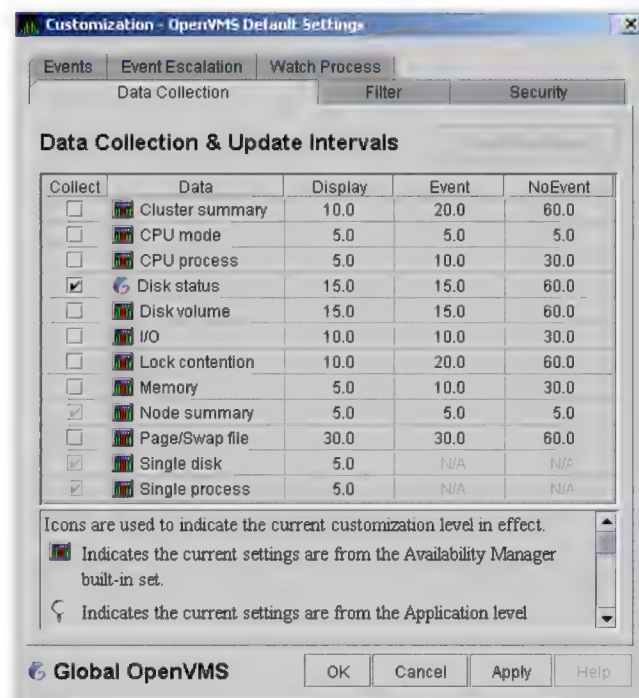 Customization - OpenVMS Default Settings
Events Event Escalation Watch Process
Data Collection Filter Security
Data Collection & Update Intervals
Collect Data Display Event NoEvent
Cluster summary 10.0 20.0 60.0
CPU mode 5.0 5.0 5.0
CPU process 5.0 10.0 30.0
Disk status 15.0 15.0 60.0
Disk volume 15.0 15.0 60.0
I/O 10.0 10.0 30.0
Lock contention 10.0 20.0 60.0
Memory 5.0 10.0 30.0
Node summary 5.0 5.0 5.0
Page/Swap file 30.0 30.0 60.0
Single disk 5.0 N/A N/A
Single process 5.0 N/A N/A
Icons are used to indicate the current customization level in effect.
Indicates the current settings are from the Availability Manager
built-in set.
Indicates the current settings are from the Application level
Global OpenVMS OK Cancel Apply Help